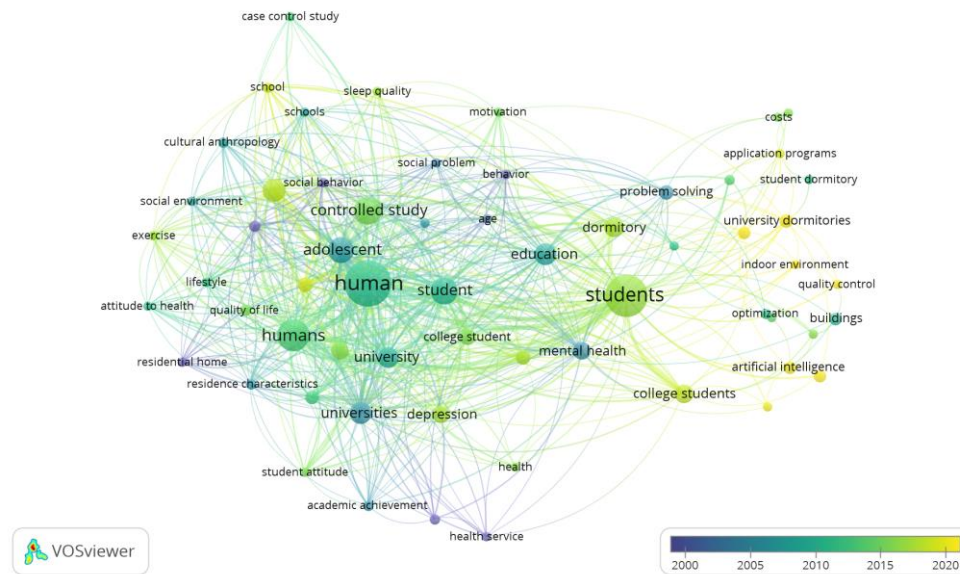 case control study
school
sleep quality
schools
motivation
costs
cultural anthropology
application programs
social problem
social behavior
behavior
student dormitory
problem solving
social environment
controlled study
age
university dormitories
dormitory
exercise
adolescent
education
indoor environment
human
student
students
quality control
lifestyle
attitude to health
quality of life
optimization
buildings
humans
college student
mental health
university
residential home
artificial intelligence
residence characteristics
college students
universities
depression
student attitude
health
academic achievement
health service
VOSviewer
2000 2005 2010 2015 2020